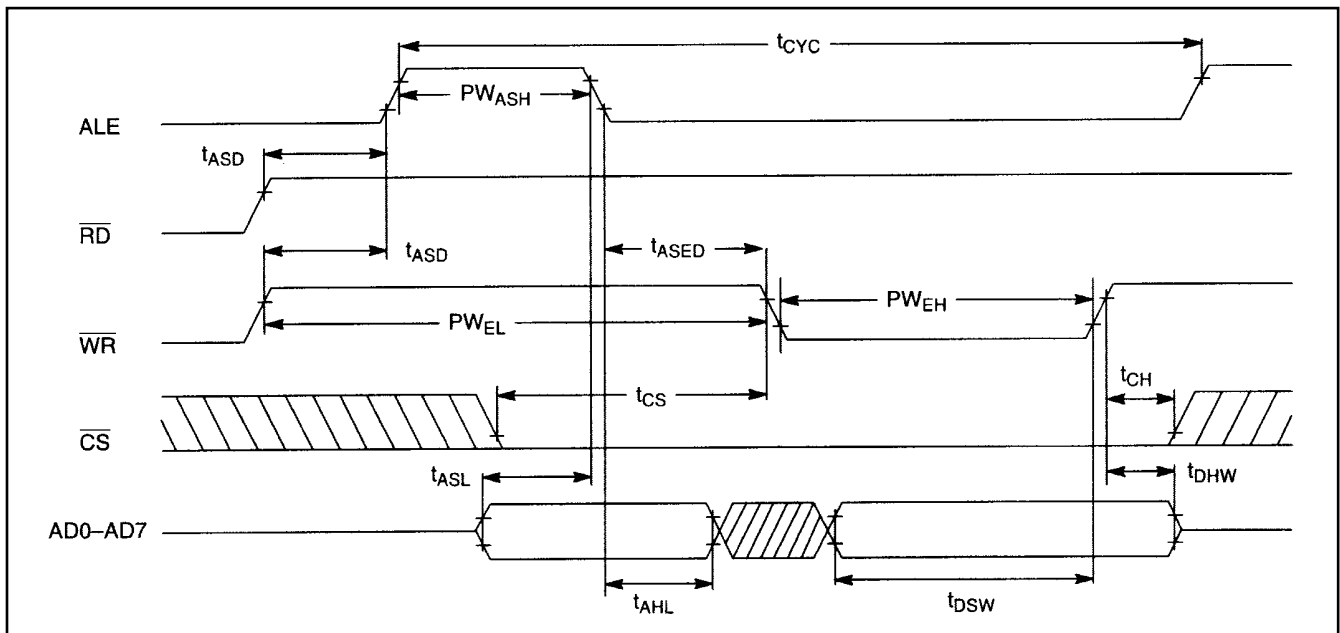 tCYC
PWASH
ALE
tASD
RD
tASD
tASED
PWEH
PWEL
WR
tCH
tCS
CS
tASL
tDHW
AD0–AD7
tAHL
tDSW